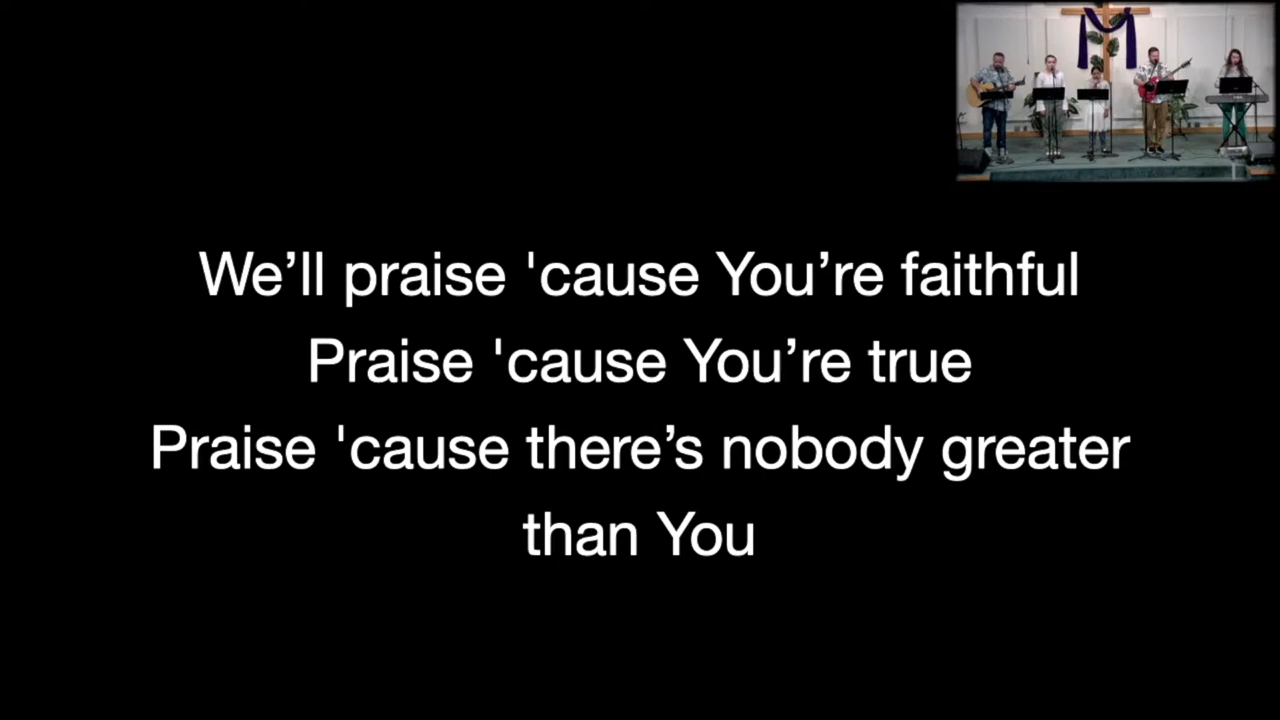 We’ll praise 'cause You’re faithful
Praise 'cause You’re true
Praise 'cause there’s nobody greater
than You